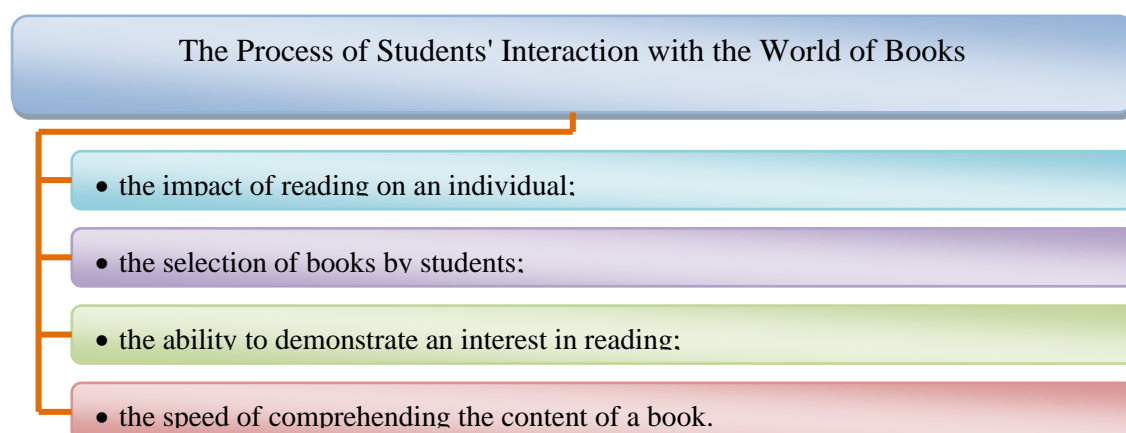 The Process of Students' Interaction with the World of Books
• the impact of reading on an individual;
• the selection of books by students;
• the ability to demonstrate an interest in reading;
• the speed of comprehending the content of a book.